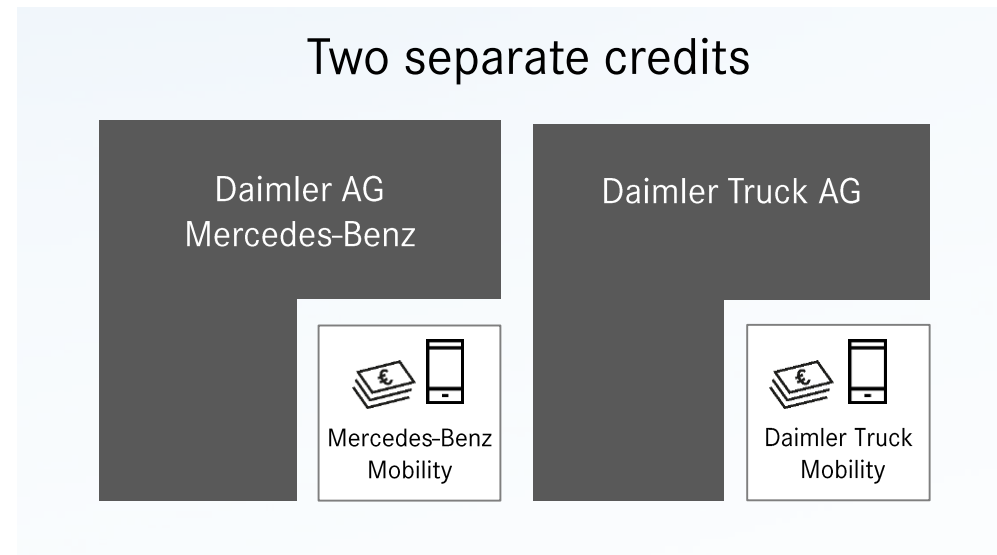 Two separate credits
Daimler AG
Mercedes-Benz
Daimler Truck AG
€
Mercedes-Benz
Mobility
€
Daimler Truck
Mobility